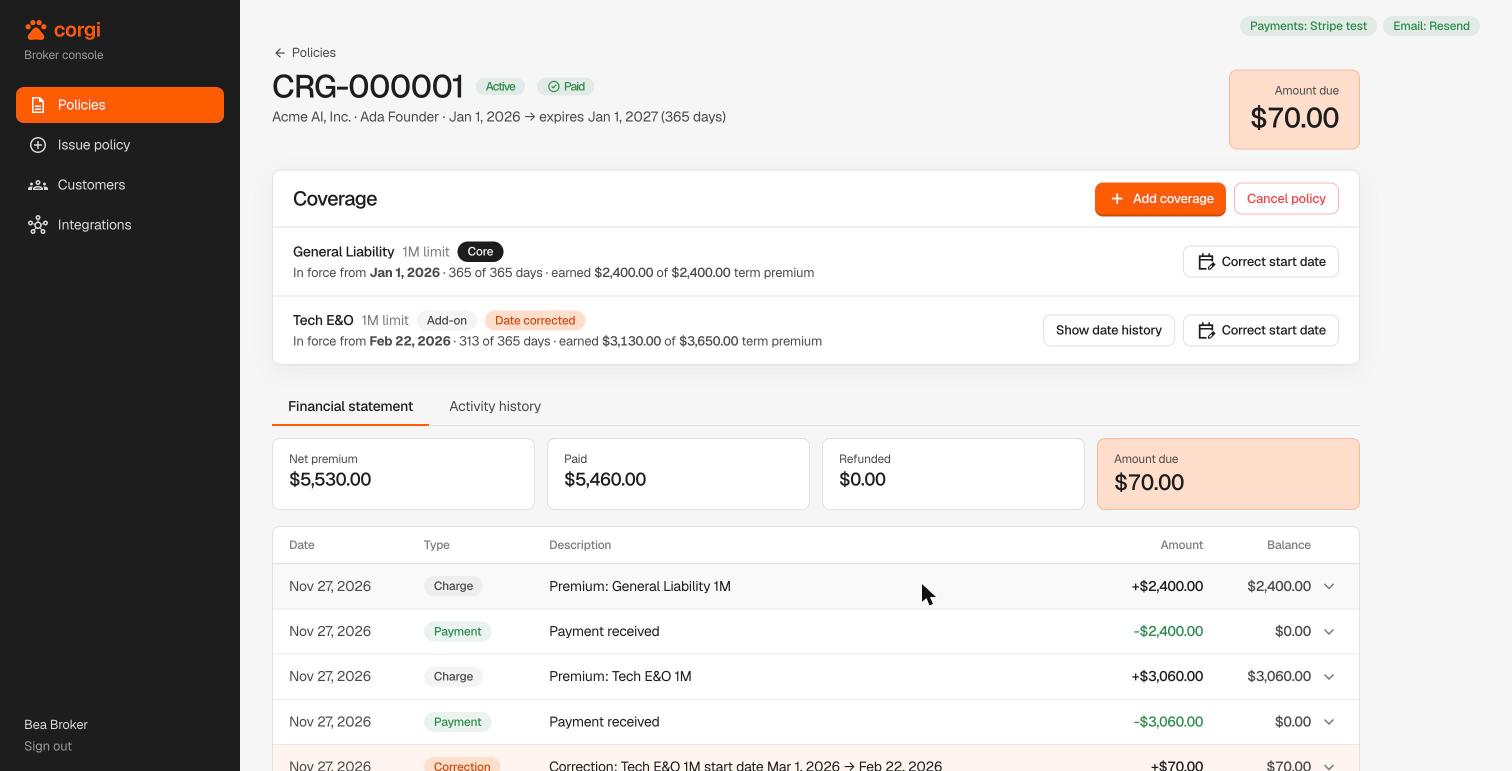 corgi
Broker console
Policies
Issue policy
Customers
Integrations
Bea Broker
Sign out
Payments: Stripe test
Email: Resend
← Policies
CRG-000001 Active Paid
Acme AI, Inc. · Ada Founder · Jan 1, 2026 → expires Jan 1, 2027 (365 days)
Amount due
$70.00
Coverage
+ Add coverage
Cancel policy
General Liability 1M limit Core
In force from Jan 1, 2026 · 365 of 365 days · earned $2,400.00 of $2,400.00 term premium
Correct start date
Tech E&O 1M limit Add-on Date corrected
In force from Feb 22, 2026 · 313 of 365 days · earned $3,130.00 of $3,650.00 term premium
Show date history
Correct start date
Financial statement
Activity history
Net premium
$5,530.00
Paid
$5,460.00
Refunded
$0.00
Amount due
$70.00
Date Type Description Amount Balance
Nov 27, 2026 Charge Premium: General Liability 1M +$2,400.00 $2,400.00
Nov 27, 2026 Payment Payment received -$2,400.00 $0.00
Nov 27, 2026 Charge Premium: Tech E&O 1M +$3,060.00 $3,060.00
Nov 27, 2026 Payment Payment received -$3,060.00 $0.00
Nov 27, 2026 Correction Correction: Tech E&O 1M start date Mar 1, 2026 → Feb 22, 2026 +$70.00 $70.00